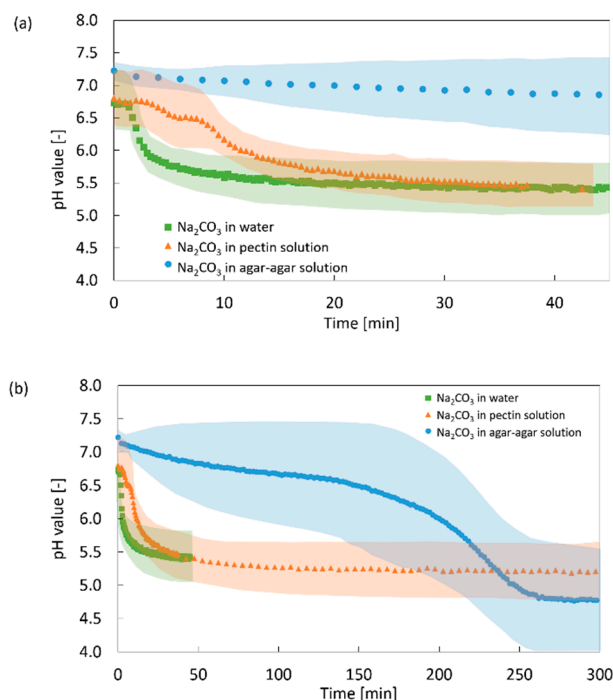 (a)
8.0
7.5
7.0
6.5
6.0
5.5
5.0
4.5
4.0
pH value [-]
Na₂CO₃ in water
Na₂CO₃ in pectin solution
Na₂CO₃ in agar-agar solution
0 10 20 30 40
Time [min]
(b)
8.0
7.5
7.0
6.5
6.0
5.5
5.0
4.5
4.0
pH value [-]
Na₂CO₃ in water
Na₂CO₃ in pectin solution
Na₂CO₃ in agar-agar solution
0 50 100 150 200 250 300
Time [min]